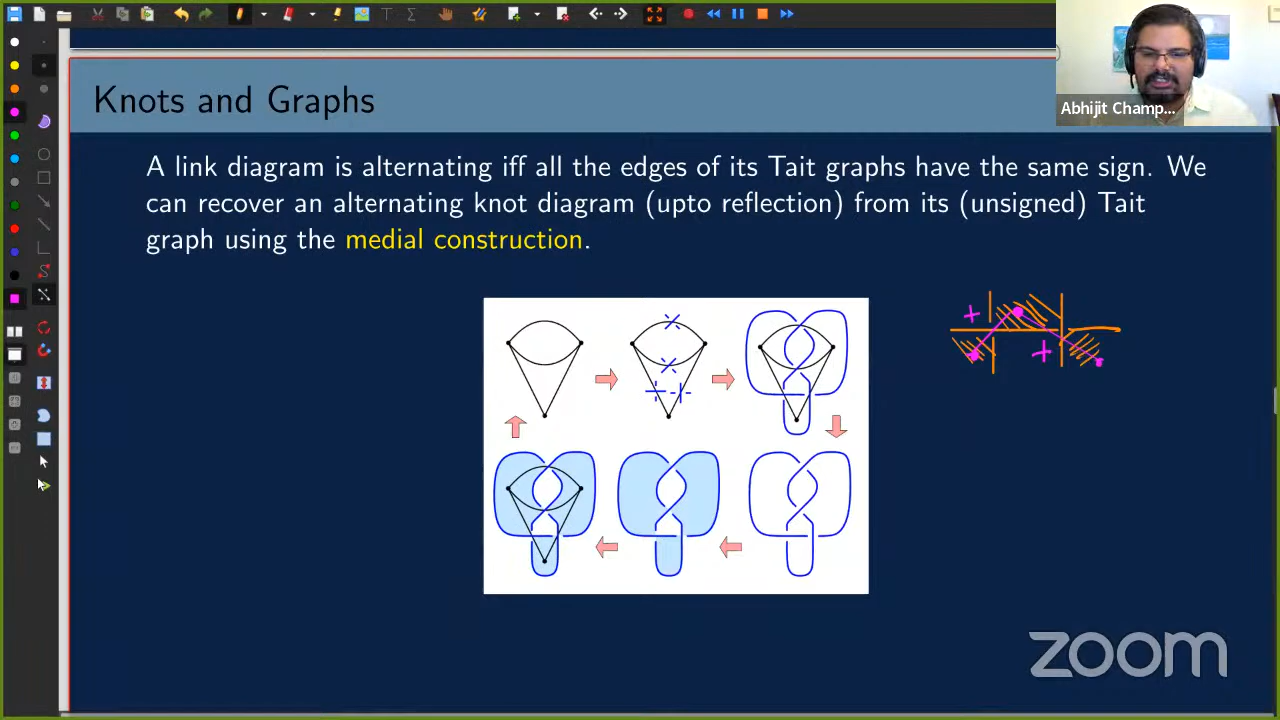 Knots and Graphs
Abhijit Champ...
A link diagram is alternating iff all the edges of its Tait graphs have the same sign. We
can recover an alternating knot diagram (upto reflection) from its (unsigned) Tait
graph using the medial construction.
+
+
zoom